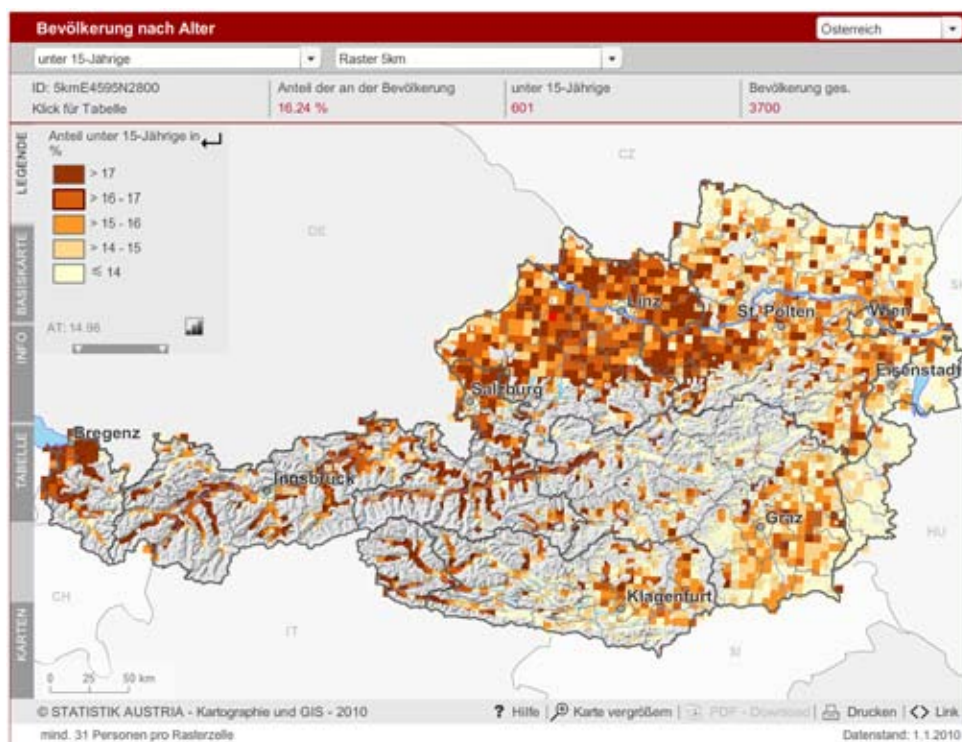 Bevölkerung nach Alter
Österreich
unter 15-Jährige
Raster 5km
ID: 5kmE4595N2800
Klick für Tabelle
Anteil der an der Bevölkerung
16.24 %
unter 15-Jährige
601
Bevölkerung ges.
3700
LEGENDE
BASISKARTE
INFO
TABELLE
KARTEN
Anteil unter 15-Jährige in
%
> 17
> 16 - 17
> 15 - 16
> 14 - 15
≤ 14
AT: 14.96
CZ
DE
Linz
St. Pölten
Wien
Eisenstadt
Salzburg
Bregenz
Innsbruck
Graz
HU
Klagenfurt
CH
IT
SI
0 25 50 km
© STATISTIK AUSTRIA - Kartographie und GIS - 2010
? Hilfe | Karte vergrößern | PDF - Download | Drucken | <> Link
mind. 31 Personen pro Rasterzelle
Datenstand: 1.1.2010